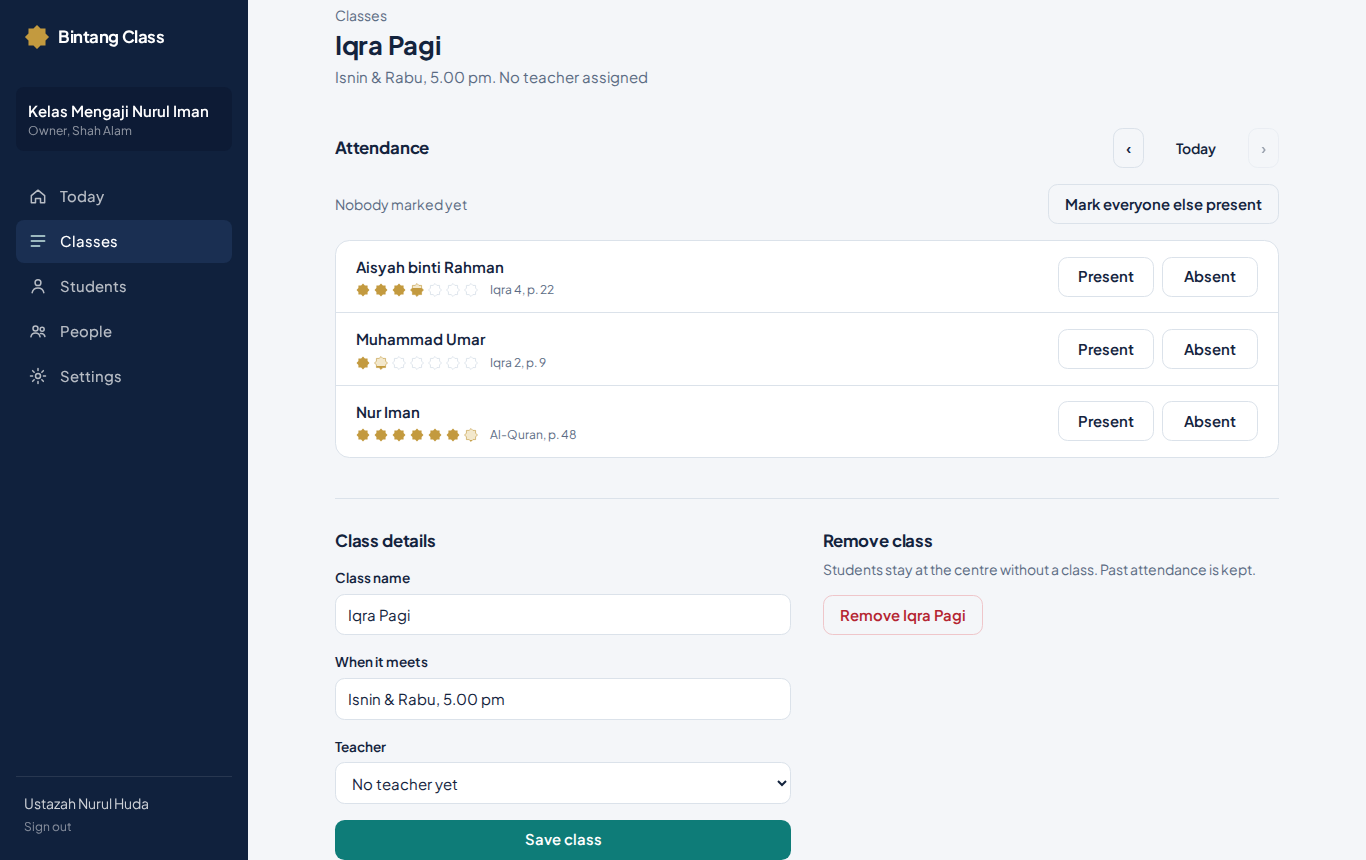 Bintang Class
Kelas Mengaji Nurul Iman
Owner, Shah Alam
Today
Classes
Students
People
Settings
Ustazah Nurul Huda
Sign out
Classes
Iqra Pagi
Isnin & Rabu, 5.00 pm. No teacher assigned
Attendance
‹ Today ›
Nobody marked yet
Mark everyone else present
Aisyah binti Rahman
Iqra 4, p. 22
Present Absent
Muhammad Umar
Iqra 2, p. 9
Present Absent
Nur Iman
Al-Quran, p. 48
Present Absent
Class details
Class name
Iqra Pagi
When it meets
Isnin & Rabu, 5.00 pm
Teacher
No teacher yet
Save class
Remove class
Students stay at the centre without a class. Past attendance is kept.
Remove Iqra Pagi